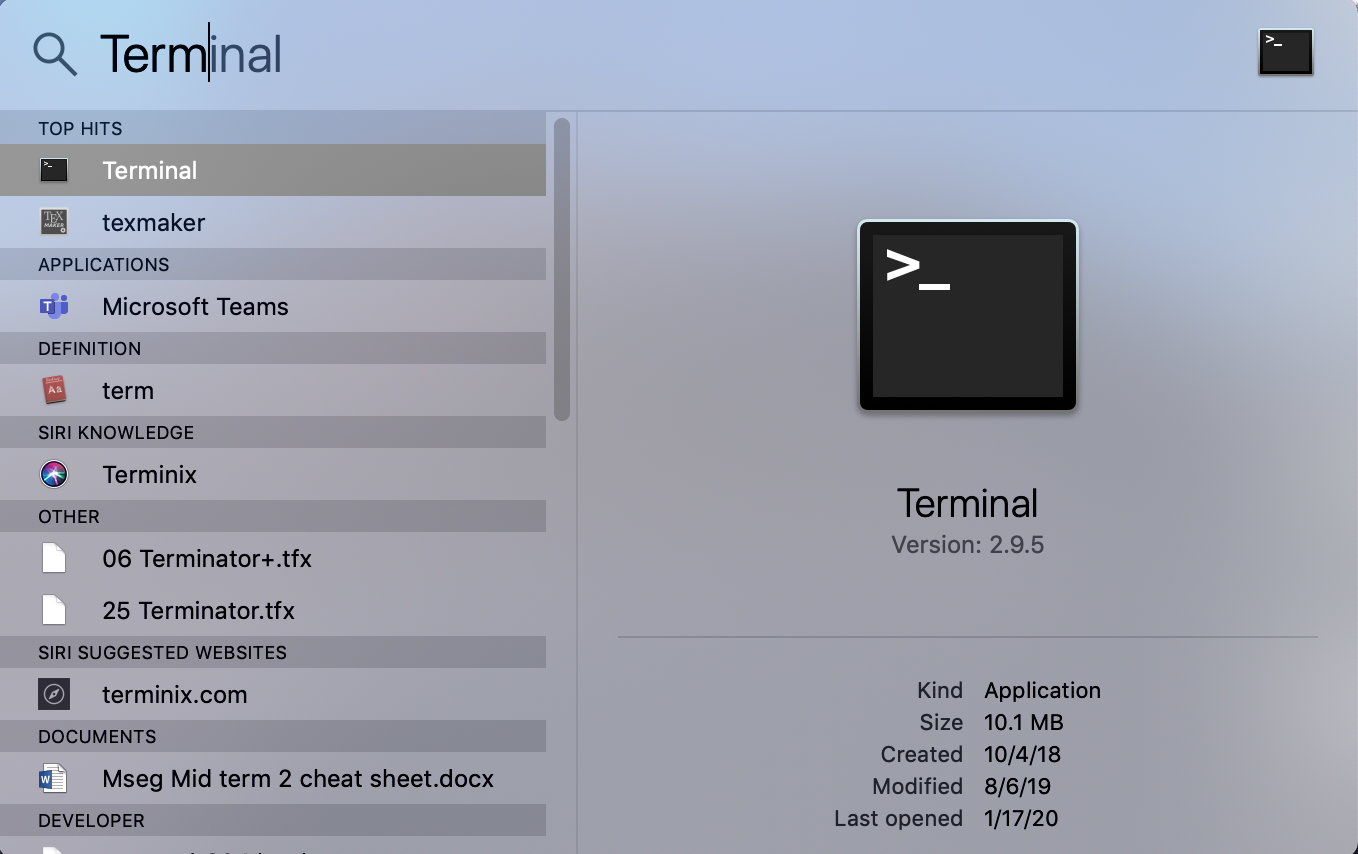 Terminal
TOP HITS
Terminal
texmaker
APPLICATIONS
Microsoft Teams
DEFINITION
term
SIRI KNOWLEDGE
Terminix
OTHER
06 Terminator+.tfx
25 Terminator.tfx
SIRI SUGGESTED WEBSITES
terminix.com
DOCUMENTS
Mseg Mid term 2 cheat sheet.docx
DEVELOPER
>_
Terminal
Version: 2.9.5
Kind Application
Size 10.1 MB
Created 10/4/18
Modified 8/6/19
Last opened 1/17/20